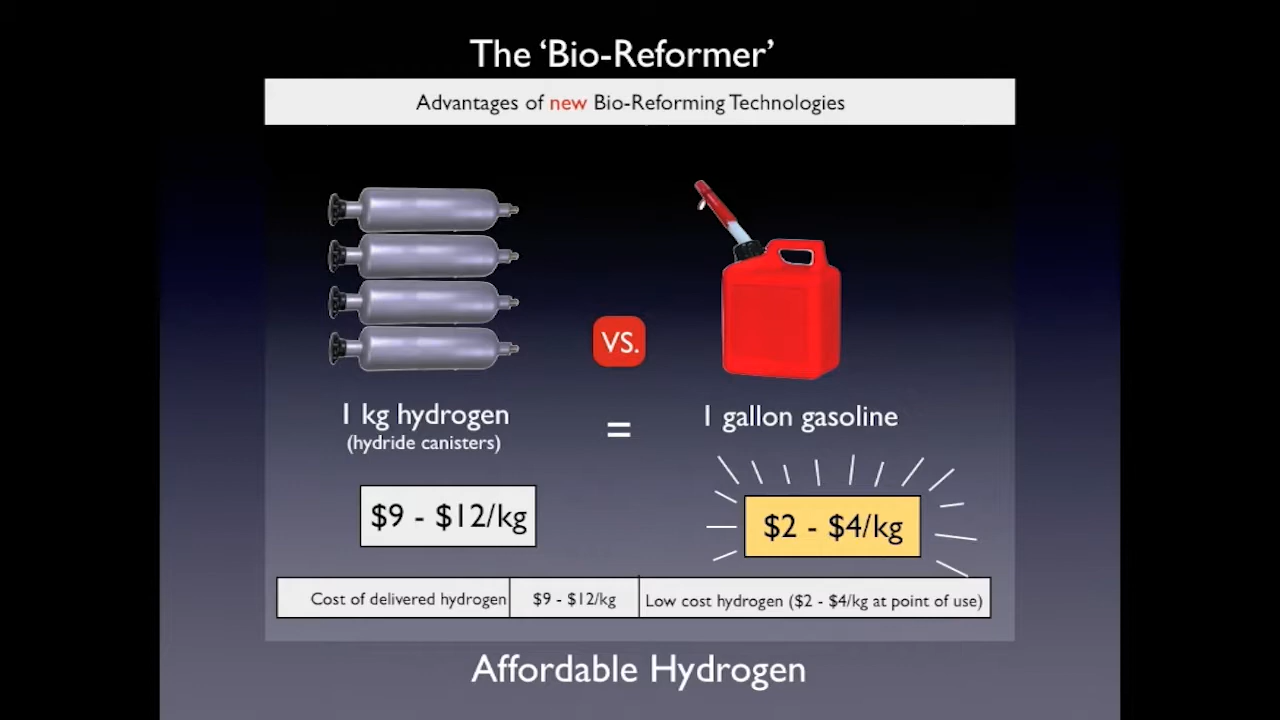 The ‘Bio-Reformer’
Advantages of new Bio-Reforming Technologies
VS.
1 kg hydrogen
(hydride canisters)
=
1 gallon gasoline
$9 - $12/kg
$2 - $4/kg
Cost of delivered hydrogen
$9 - $12/kg
Low cost hydrogen ($2 - $4/kg at point of use)
Affordable Hydrogen